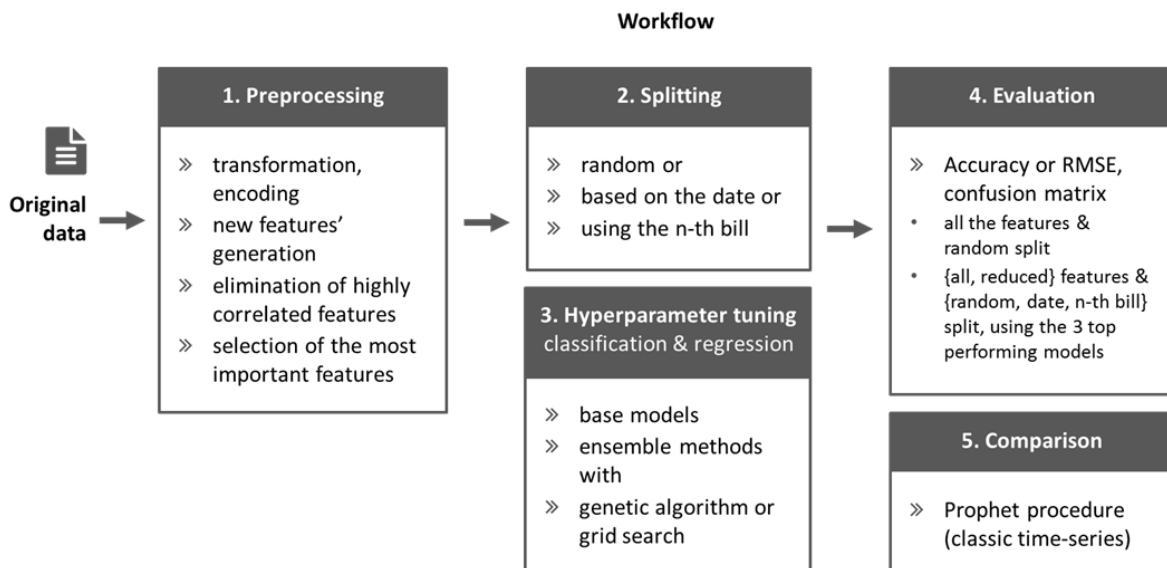 Workflow
Original
data
1. Preprocessing
» transformation,
encoding
» new features’
generation
» elimination of highly
correlated features
» selection of the most
important features
2. Splitting
» random or
» based on the date or
» using the n-th bill
3. Hyperparameter tuning
classification & regression
» base models
» ensemble methods
with
» genetic algorithm or
grid search
4. Evaluation
» Accuracy or RMSE,
confusion matrix
• all the features &
random split
• {all, reduced} features &
{random, date, n-th bill}
split, using the 3 top
performing models
5. Comparison
» Prophet procedure
(classic time-series)